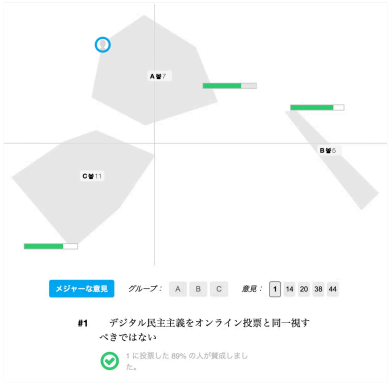 A 7
B 5
C 11
メジャーな意見 グループ： A B C 意見： 1 14 20 38 44
#1 デジタル民主主義をオンライン投票と同一視す
べきではない
1 に投票した 89% の人が賛成しまし
た。